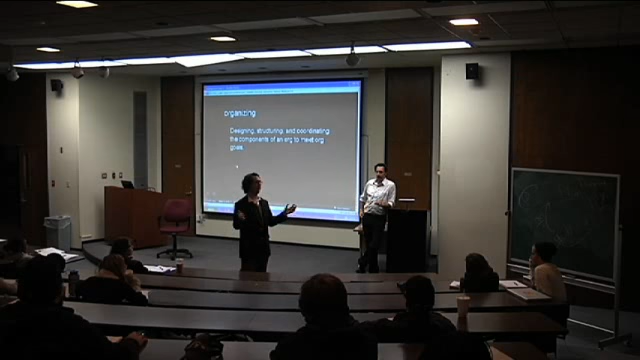 organizing
Designing, structuring, and coordinating
the components of an org to meet org
goals.